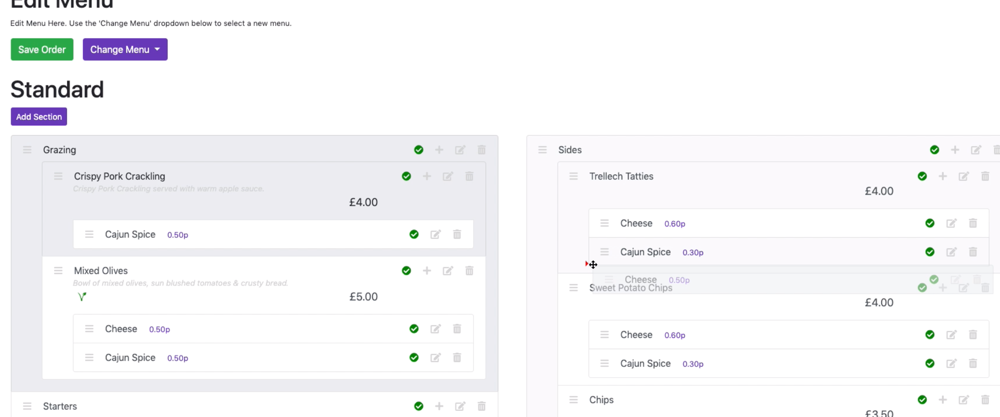 Edit Menu
Edit Menu Here. Use the 'Change Menu' dropdown below to select a new menu.
Save Order
Change Menu
Standard
Add Section
Grazing
Crispy Pork Crackling
Crispy Pork Crackling served with warm apple sauce.
£4.00
Cajun Spice 0.50p
Mixed Olives
Bowl of mixed olives, sun blushed tomatoes & crusty bread.
£5.00
Cheese 0.50p
Cajun Spice 0.50p
Starters
Sides
Trellech Tatties
£4.00
Cheese 0.60p
Cajun Spice 0.30p
Cheese 0.50p
Sweet Potato Chips
£4.00
Cheese 0.60p
Cajun Spice 0.30p
Chips
£3.50